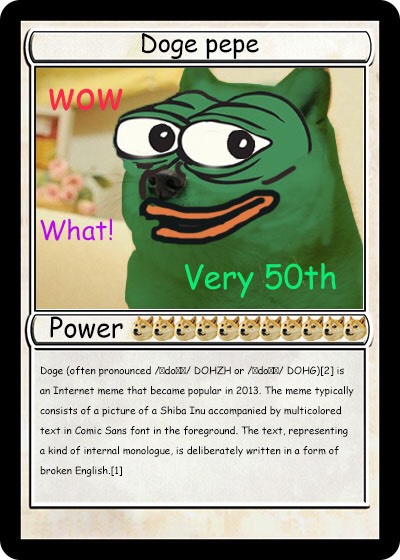 Doge pepe
wow
What!
Very 50th
Power
Doge (often pronounced /▯do▯▯/ DOHZH or /▯do▯▯/ DOHG)[2] is
an Internet meme that became popular in 2013. The meme typically
consists of a picture of a Shiba Inu accompanied by multicolored
text in Comic Sans font in the foreground. The text, representing
a kind of internal monologue, is deliberately written in a form of
broken English.[1]